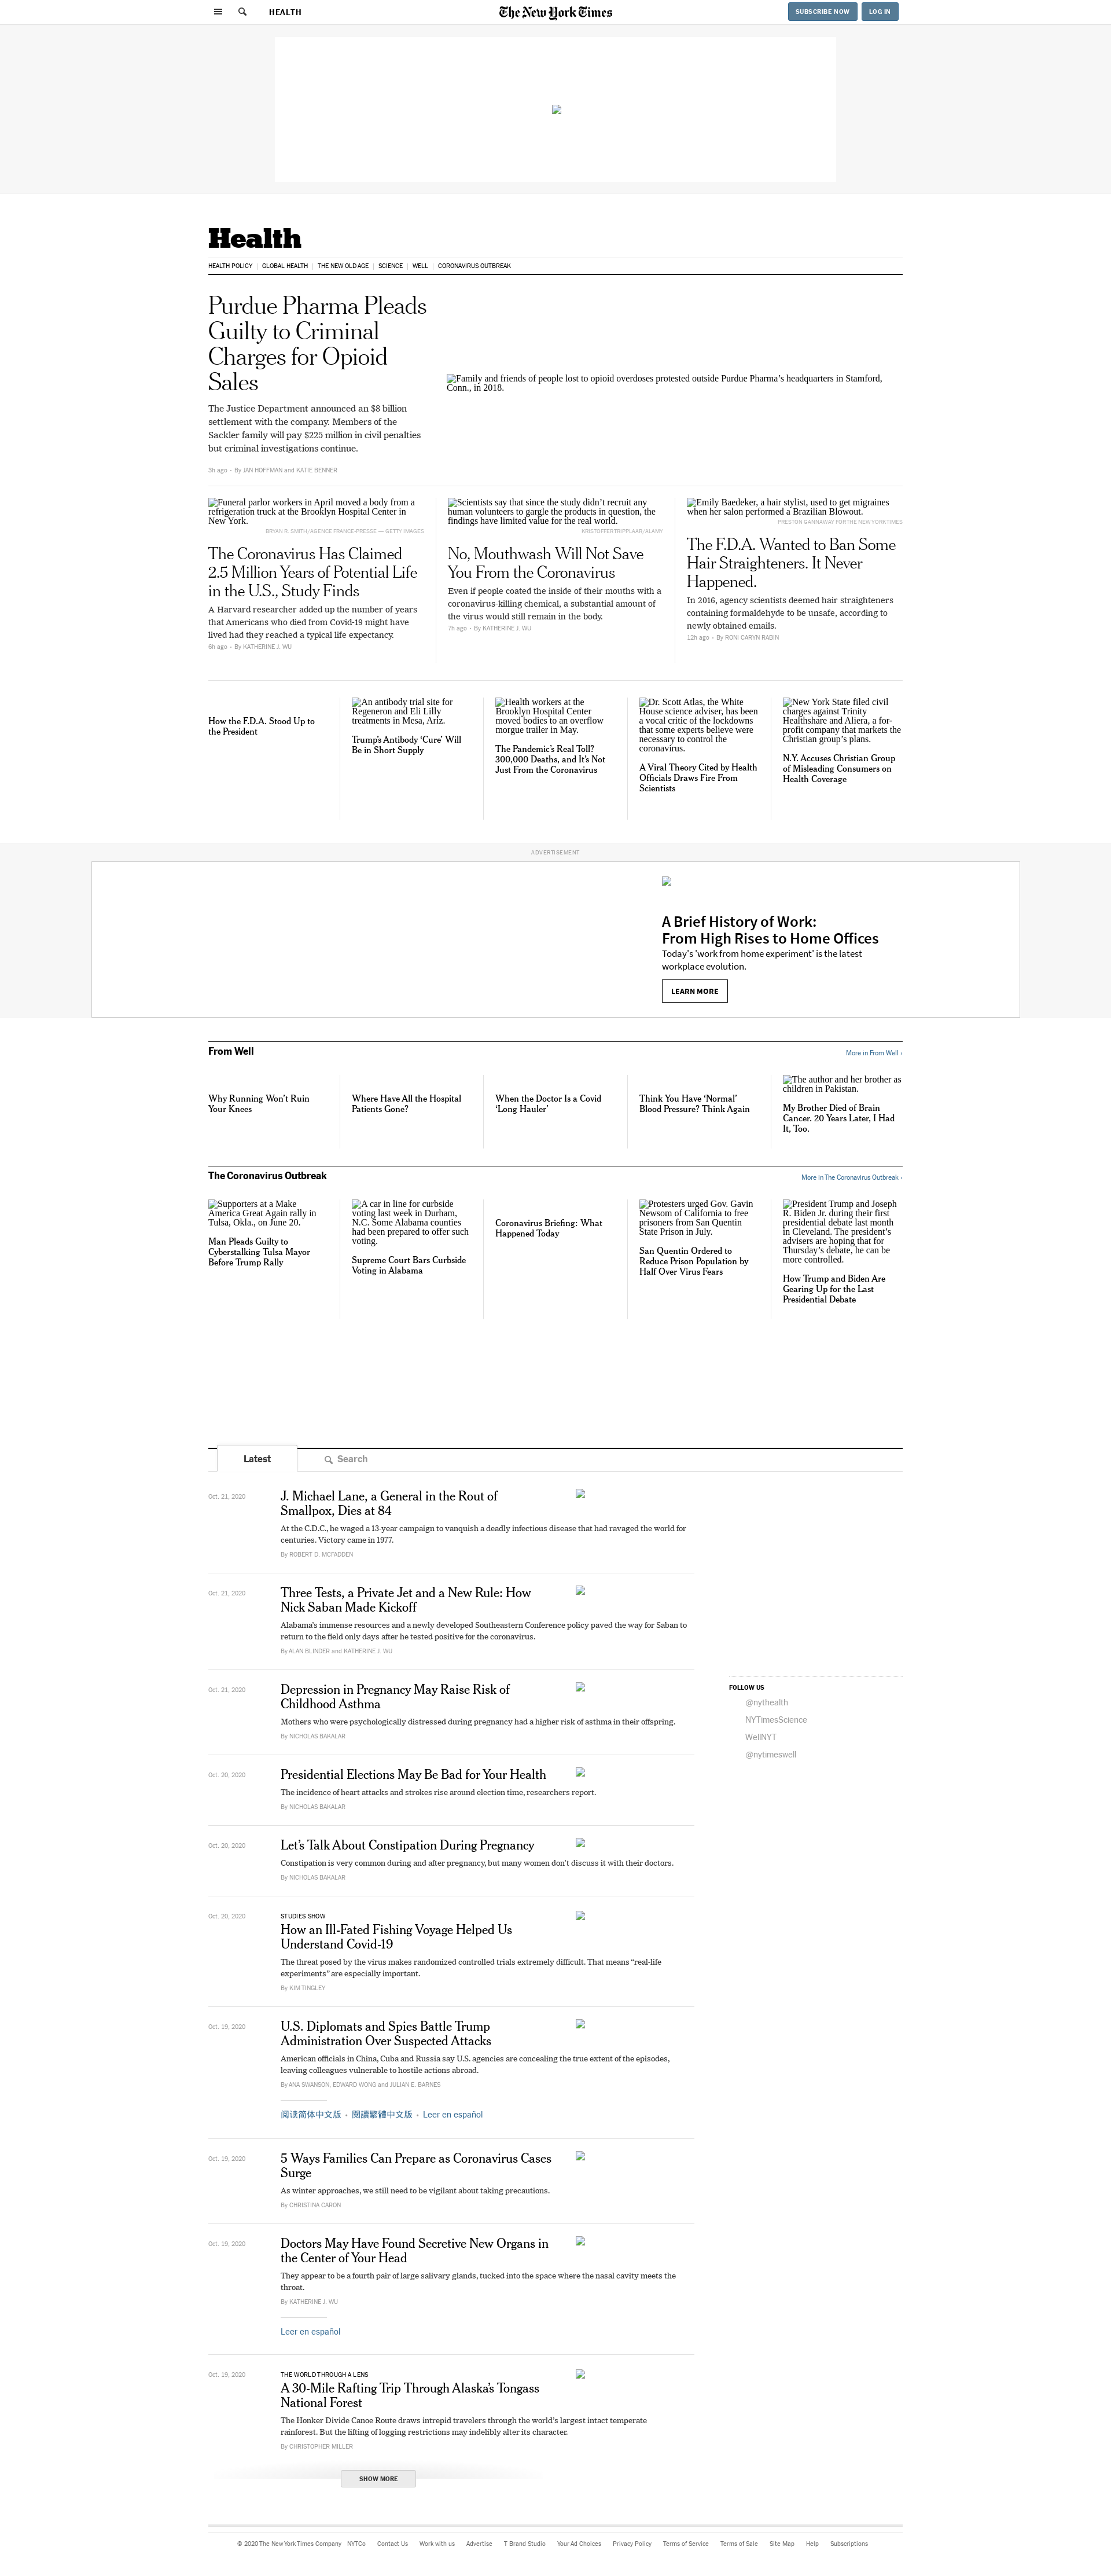 HEALTH
The New York Times
SUBSCRIBE NOW
LOG IN
Health
HEALTH POLICY | GLOBAL HEALTH | THE NEW OLD AGE | SCIENCE | WELL | CORONAVIRUS OUTBREAK
Purdue Pharma Pleads
Guilty to Criminal
Charges for Opioid
Sales
The Justice Department announced an $8 billion
settlement with the company. Members of the
Sackler family will pay $225 million in civil penalties
but criminal investigations continue.
3h ago • By JAN HOFFMAN and KATIE BENNER
Family and friends of people lost to opioid overdoses protested outside Purdue Pharma's headquarters in Stamford,
Conn., in 2018.
Funeral parlor workers in April moved a body from a
refrigeration truck at the Brooklyn Hospital Center in
New York.
BRYAN R. SMITH/AGENCE FRANCE-PRESSE — GETTY IMAGES
The Coronavirus Has Claimed
2.5 Million Years of Potential Life
in the U.S., Study Finds
A Harvard researcher added up the number of years
that Americans who died from Covid-19 might have
lived had they reached a typical life expectancy.
6h ago • By KATHERINE J. WU
Scientists say that since the study didn't recruit any
human volunteers to gargle the products in question, the
findings have limited value for the real world.
KRISTOFFER TRIPPLAAR/ALAMY
No, Mouthwash Will Not Save
You From the Coronavirus
Even if people coated the inside of their mouths with a
coronavirus-killing chemical, a substantial amount of
the virus would still remain in the body.
7h ago • By KATHERINE J. WU
Emily Baedeker, a hair stylist, used to get migraines
when her salon performed a Brazilian Blowout.
PRESTON GANNAWAY FOR THE NEW YORK TIMES
The F.D.A. Wanted to Ban Some
Hair Straighteners. It Never
Happened.
In 2016, agency scientists deemed hair straighteners
containing formaldehyde to be unsafe, according to
newly obtained emails.
12h ago • By RONI CARYN RABIN
How the F.D.A. Stood Up to
the President
An antibody trial site for
Regeneron and Eli Lilly
treatments in Mesa, Ariz.
Trump's Antibody ‘Cure’ Will
Be in Short Supply
Health workers at the
Brooklyn Hospital Center
moved bodies to an overflow
morgue trailer in May.
The Pandemic's Real Toll?
300,000 Deaths, and It's Not
Just From the Coronavirus
Dr. Scott Atlas, the White
House science adviser, has been
a vocal critic of the lockdowns
that some experts believe were
necessary to control the
coronavirus.
A Viral Theory Cited by Health
Officials Draws Fire From
Scientists
New York State filed civil
charges against Trinity
Healthshare and Aliera, a for-
profit company that markets the
Christian group's plans.
N.Y. Accuses Christian Group
of Misleading Consumers on
Health Coverage
ADVERTISEMENT
A Brief History of Work:
From High Rises to Home Offices
Today's 'work from home experiment' is the latest
workplace evolution.
LEARN MORE
From Well
More in From Well ›
Why Running Won't Ruin
Your Knees
Where Have All the Hospital
Patients Gone?
When the Doctor Is a Covid
‘Long Hauler’
Think You Have ‘Normal’
Blood Pressure? Think Again
The author and her brother as
children in Pakistan.
My Brother Died of Brain
Cancer. 20 Years Later, I Had
It, Too.
The Coronavirus Outbreak
More in The Coronavirus Outbreak ›
Supporters at a Make
America Great Again rally in
Tulsa, Okla., on June 20.
Man Pleads Guilty to
Cyberstalking Tulsa Mayor
Before Trump Rally
A car in line for curbside
voting last week in Durham,
N.C. Some Alabama counties
had been prepared to offer such
voting.
Supreme Court Bars Curbside
Voting in Alabama
Coronavirus Briefing: What
Happened Today
Protesters urged Gov. Gavin
Newsom of California to free
prisoners from San Quentin
State Prison in July.
San Quentin Ordered to
Reduce Prison Population by
Half Over Virus Fears
President Trump and Joseph
R. Biden Jr. during their first
presidential debate last month
in Cleveland. The president's
advisers are hoping that for
Thursday's debate, he can be
more controlled.
How Trump and Biden Are
Gearing Up for the Last
Presidential Debate
Latest
Search
Oct. 21, 2020
J. Michael Lane, a General in the Rout of
Smallpox, Dies at 84
At the C.D.C., he waged a 13-year campaign to vanquish a deadly infectious disease that had ravaged the world for
centuries. Victory came in 1977.
By ROBERT D. MCFADDEN
Oct. 21, 2020
Three Tests, a Private Jet and a New Rule: How
Nick Saban Made Kickoff
Alabama's immense resources and a newly developed Southeastern Conference policy paved the way for Saban to
return to the field only days after he tested positive for the coronavirus.
By ALAN BLINDER and KATHERINE J. WU
Oct. 21, 2020
Depression in Pregnancy May Raise Risk of
Childhood Asthma
Mothers who were psychologically distressed during pregnancy had a higher risk of asthma in their offspring.
By NICHOLAS BAKALAR
Oct. 20, 2020
Presidential Elections May Be Bad for Your Health
The incidence of heart attacks and strokes rise around election time, researchers report.
By NICHOLAS BAKALAR
Oct. 20, 2020
Let's Talk About Constipation During Pregnancy
Constipation is very common during and after pregnancy, but many women don't discuss it with their doctors.
By NICHOLAS BAKALAR
Oct. 20, 2020
STUDIES SHOW
How an Ill-Fated Fishing Voyage Helped Us
Understand Covid-19
The threat posed by the virus makes randomized controlled trials extremely difficult. That means “real-life
experiments” are especially important.
By KIM TINGLEY
Oct. 19, 2020
U.S. Diplomats and Spies Battle Trump
Administration Over Suspected Attacks
American officials in China, Cuba and Russia say U.S. agencies are concealing the true extent of the episodes,
leaving colleagues vulnerable to hostile actions abroad.
By ANA SWANSON, EDWARD WONG and JULIAN E. BARNES
阅读简体中文版 • 閱讀繁體中文版 • Leer en español
Oct. 19, 2020
5 Ways Families Can Prepare as Coronavirus Cases
Surge
As winter approaches, we still need to be vigilant about taking precautions.
By CHRISTINA CARON
Oct. 19, 2020
Doctors May Have Found Secretive New Organs in
the Center of Your Head
They appear to be a fourth pair of large salivary glands, tucked into the space where the nasal cavity meets the
throat.
By KATHERINE J. WU
Leer en español
Oct. 19, 2020
THE WORLD THROUGH A LENS
A 30-Mile Rafting Trip Through Alaska's Tongass
National Forest
The Honker Divide Canoe Route draws intrepid travelers through the world's largest intact temperate
rainforest. But the lifting of logging restrictions may indelibly alter its character.
By CHRISTOPHER MILLER
SHOW MORE
FOLLOW US
@nythealth
NYTimesScience
WellNYT
@nytimeswell
© 2020 The New York Times Company NYTCo Contact Us Work with us Advertise T Brand Studio Your Ad Choices Privacy Policy Terms of Service Terms of Sale Site Map Help Subscriptions